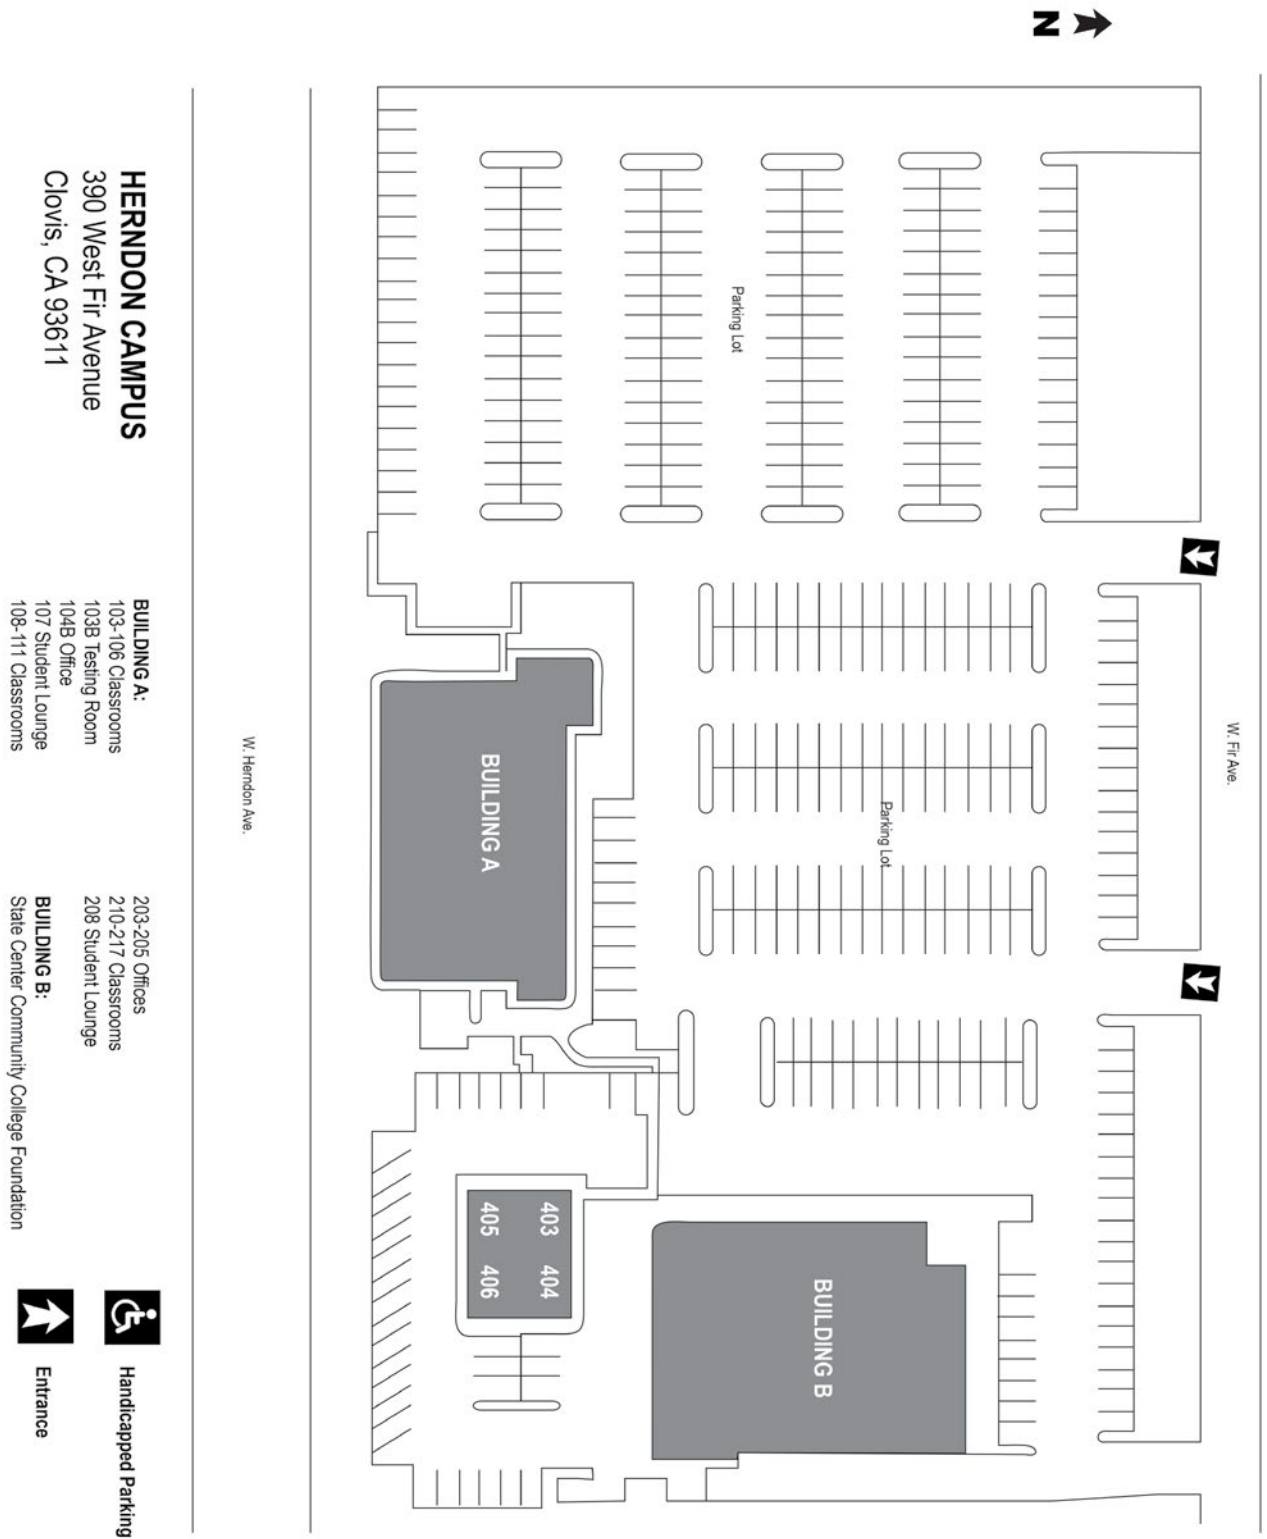 N
W. Fir Ave.
Parking Lot
Parking Lot
BUILDING A
BUILDING B
403 404
405 406
W. Herndon Ave.
HERNDON CAMPUS
390 West Fir Avenue
Clovis, CA 93611
BUILDING A:
103-106 Classrooms
103B Testing Room
104B Office
107 Student Lounge
108-111 Classrooms
203-205 Offices
210-217 Classrooms
208 Student Lounge
BUILDING B:
State Center Community College Foundation
Handicapped Parking
Entrance